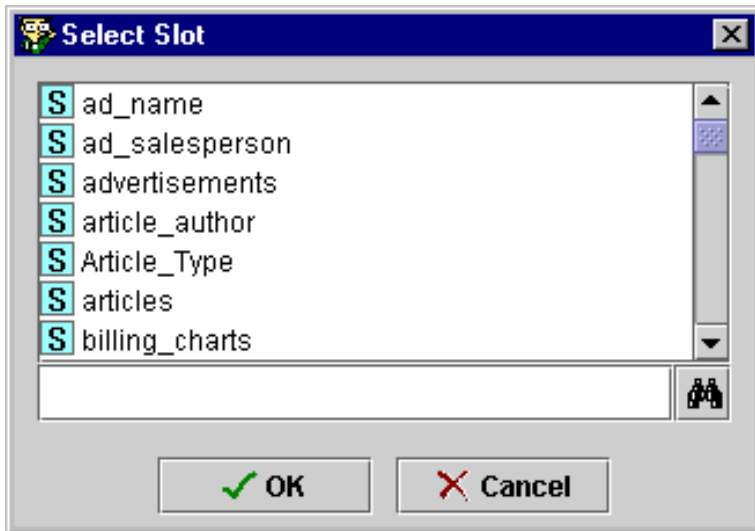 Select Slot
S ad_name
S ad_salesperson
S advertisements
S article_author
S Article_Type
S articles
S billing_charts
OK Cancel